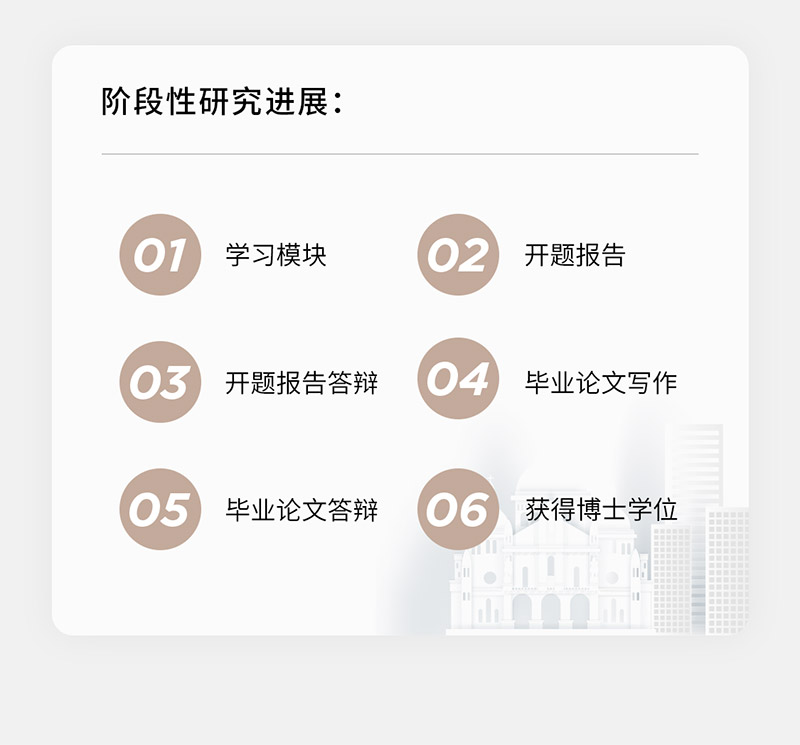 阶段性研究进展：
01 学习模块
02 开题报告
03 开题报告答辩
04 毕业论文写作
05 毕业论文答辩
06 获得博士学位